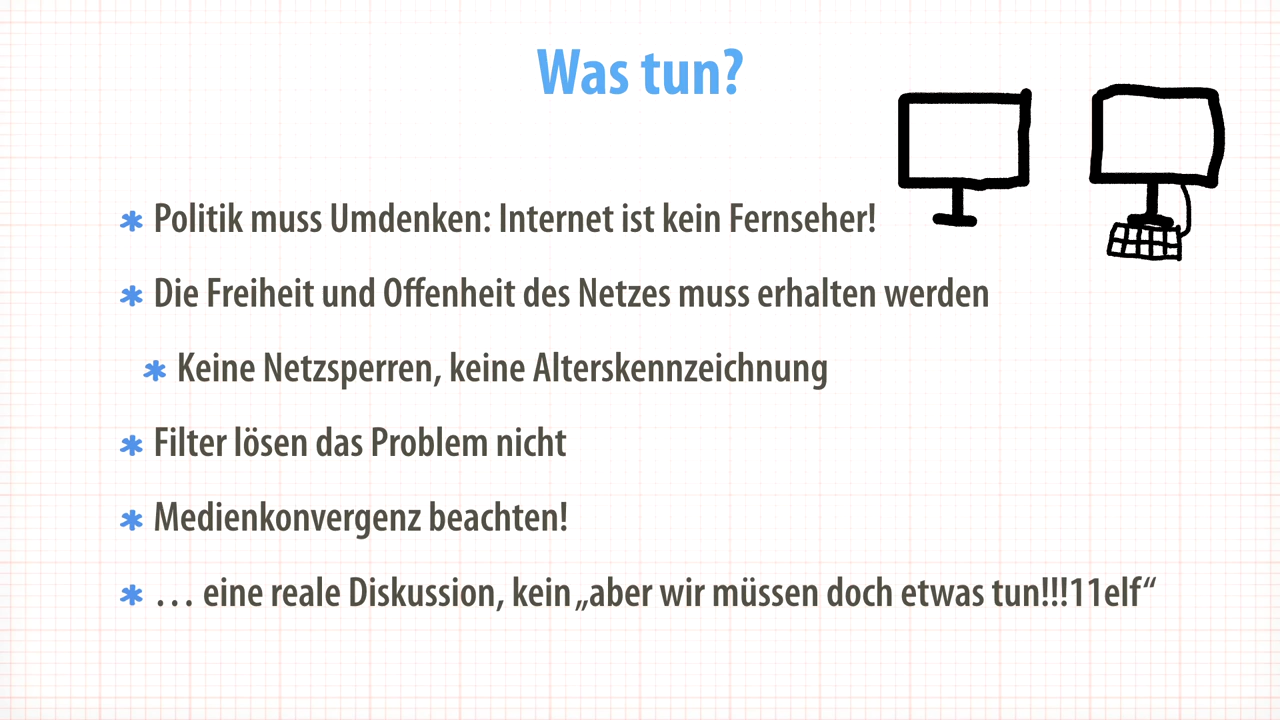 Was tun?
Politik muss Umdenken: Internet ist kein Fernseher!
Die Freiheit und Offenheit des Netzes muss erhalten werden
Keine Netzsperren, keine Alterskennzeichnung
Filter lösen das Problem nicht
Medienkonvergenz beachten!
… eine reale Diskussion, kein „aber wir müssen doch etwas tun!!!11elf“